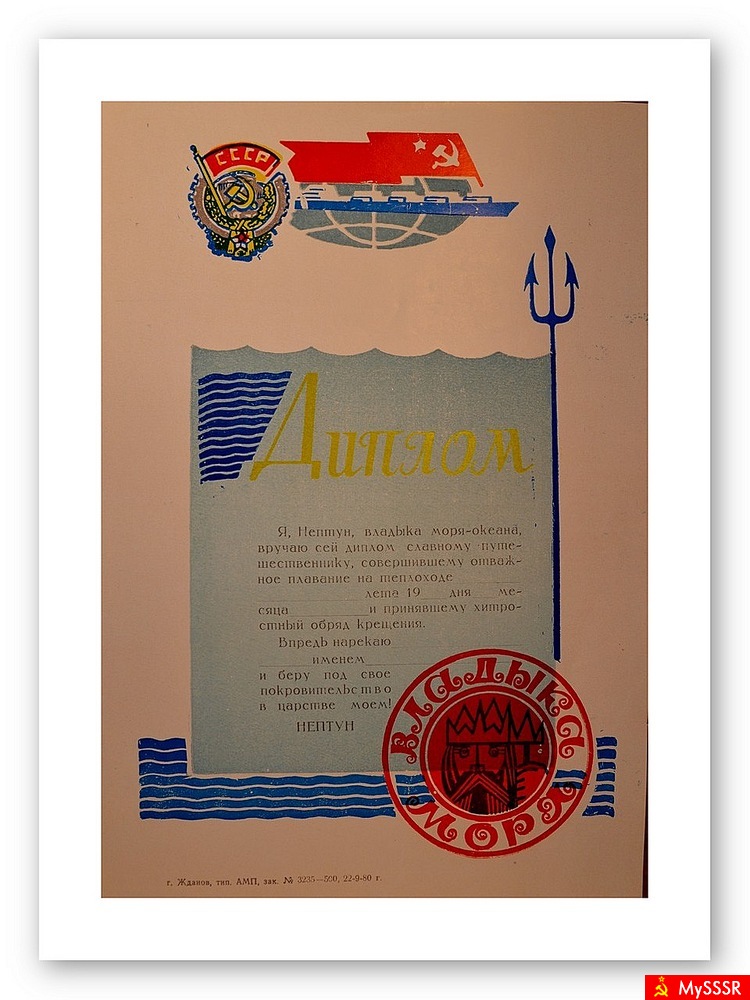 СССР
Диплом
Я, Нептун, владыка моря-океана,
вручаю сей диплом славному путе-
шественнику, совершившему отваж-
ное плавание на теплоходе
лета 19 дня ме-
сяца и принявшему хитро-
стный обряд крещения.
Впредь нарекаю
именем
и беру под свое
покровительство
в царстве моем!
НЕПТУН
ВЛАДЫКА
МОРЯ
г. Жданов, тип. АМП, зак. № 3235—500, 22-9-80 г.
MySSSR